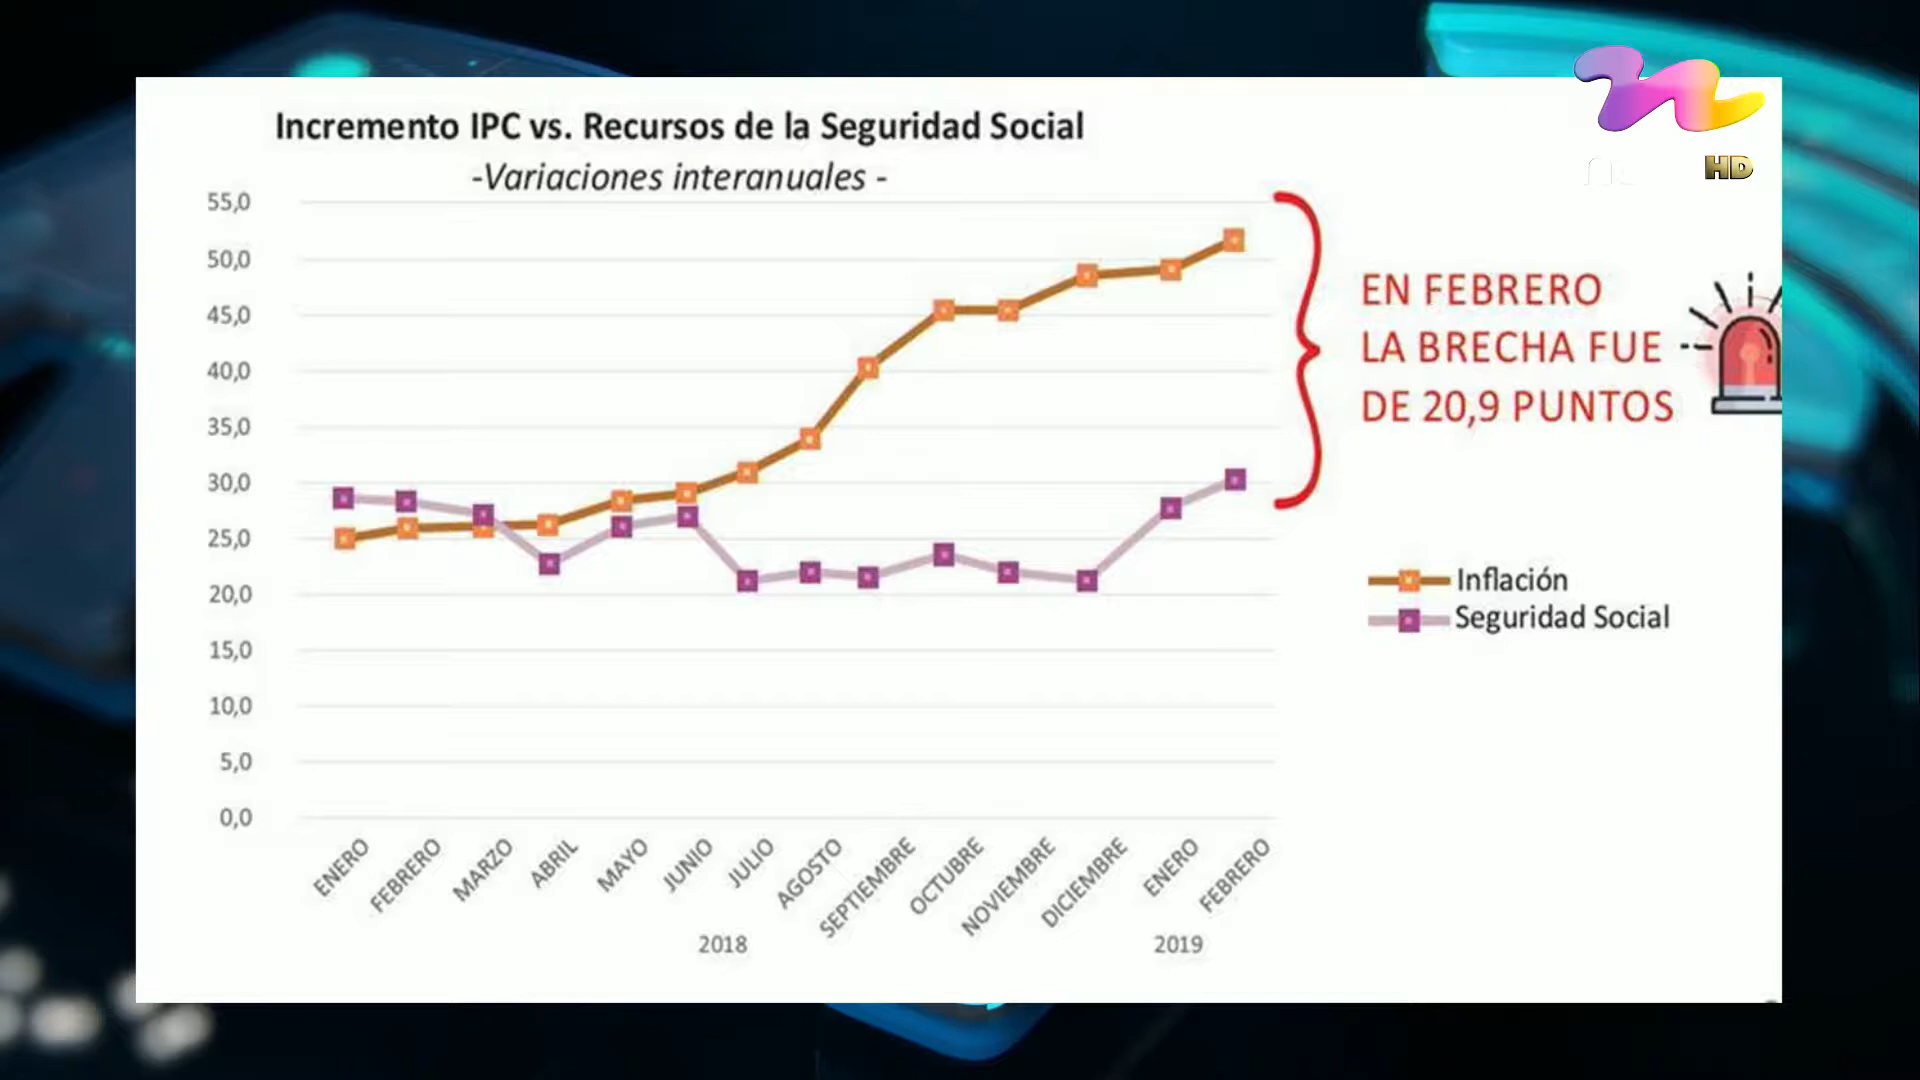 Incremento IPC vs. Recursos de la Seguridad Social
-Variaciones interanuales -
HD
55,0
50,0
45,0
40,0
35,0
30,0
25,0
20,0
15,0
10,0
5,0
0,0
EN FEBRERO
LA BRECHA FUE
DE 20,9 PUNTOS
Inflación
Seguridad Social
ENERO
FEBRERO
MARZO
ABRIL
MAYO
JUNIO
JULIO
AGOSTO
SEPTIEMBRE
OCTUBRE
NOVIEMBRE
DICIEMBRE
ENERO
FEBRERO
2018
2019